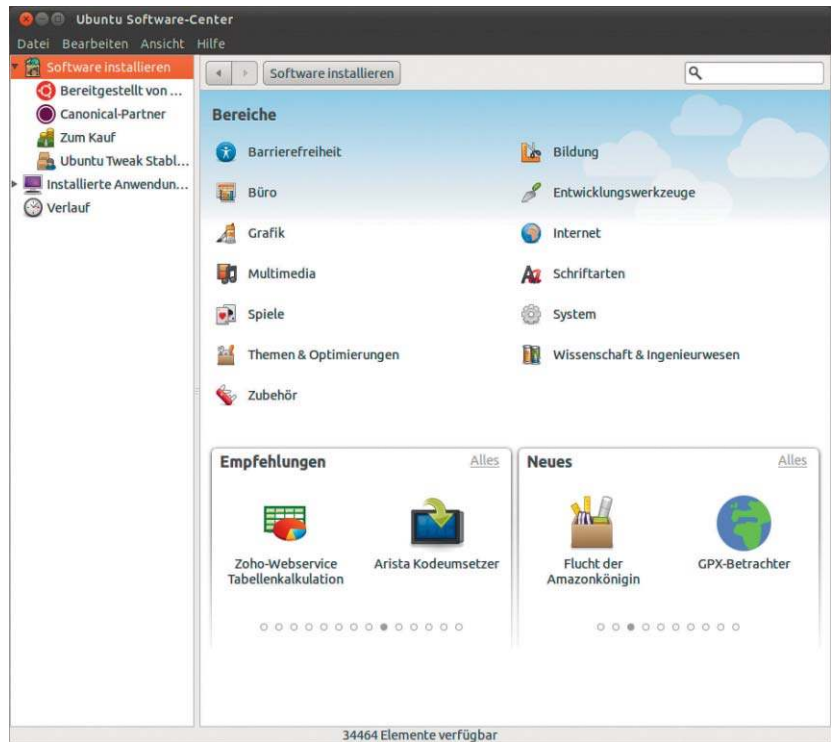 Ubuntu Software-Center
Datei Bearbeiten Ansicht Hilfe
Software installieren
Bereitgestellt von ...
Canonical-Partner
Zum Kauf
Ubuntu Tweak Stabl...
Installierte Anwendun...
Verlauf
Software installieren
Bereiche
Barrierefreiheit
Bildung
Büro
Entwicklungswerkzeuge
Grafik
Internet
Multimedia
Schriftarten
Spiele
System
Themen & Optimierungen
Wissenschaft & Ingenieurwesen
Zubehör
Empfehlungen Alles
Zoho-Webservice
Tabellenkalkulation
Arista Kodeumsetzer
Neues Alles
Flucht der
Amazonkönigin
GPX-Betrachter
34464 Elemente verfügbar